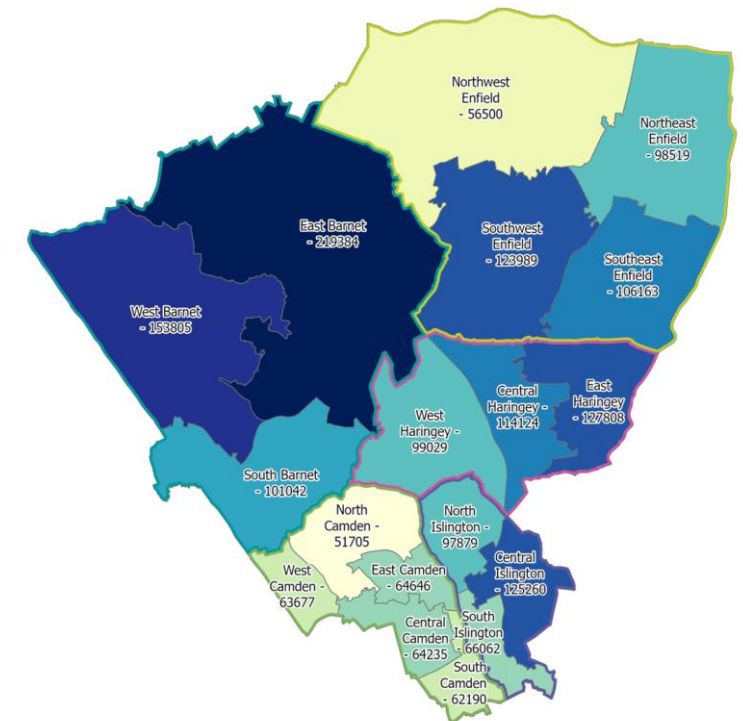 Northwest
Enfield
- 56500
Northeast
Enfield
- 98519
East Barnet
- 219384
Southwest
Enfield
- 123989
Southeast
Enfield
- 106163
West Barnet
- 153805
West
Haringey -
99029
Central
Haringey -
114124
East
Haringey
- 127808
South Barnet
- 101042
North
Camden -
51705
North
Islington -
97879
West
Camden -
63677
East Camden
- 64646
Central
Islington
- 125260
Central
Camden
- 64235
South
Islington
- 66062
South
Camden
- 62190